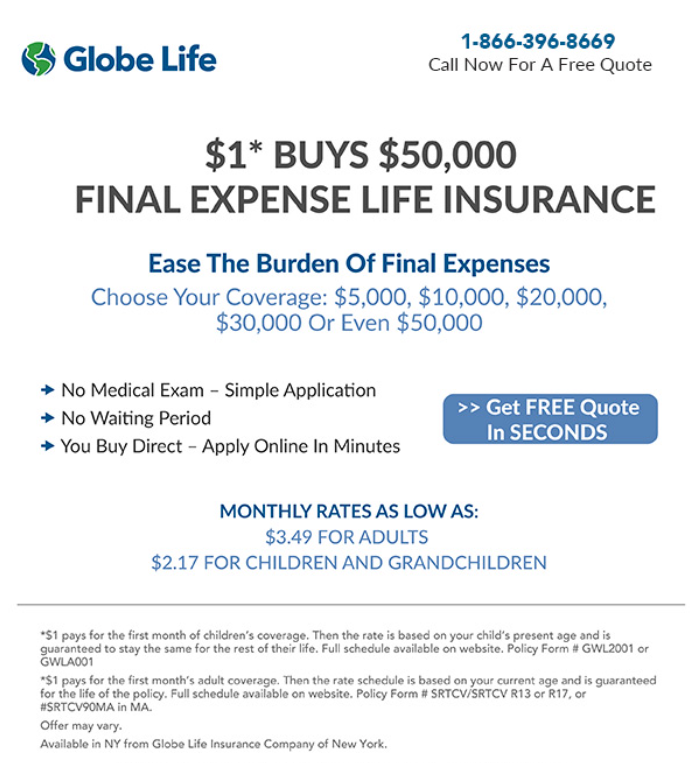 Globe Life
1-866-396-8669
Call Now For A Free Quote
$1* BUYS $50,000
FINAL EXPENSE LIFE INSURANCE
Ease The Burden Of Final Expenses
Choose Your Coverage: $5,000, $10,000, $20,000,
$30,000 Or Even $50,000
No Medical Exam – Simple Application
No Waiting Period
You Buy Direct – Apply Online In Minutes
>> Get FREE Quote
In SECONDS
MONTHLY RATES AS LOW AS:
$3.49 FOR ADULTS
$2.17 FOR CHILDREN AND GRANDCHILDREN
*$1 pays for the first month of children's coverage. Then the rate is based on your child's present age and is
guaranteed to stay the same for the rest of their life. Full schedule available on website. Policy Form # GWL2001 or
GWLA001
*$1 pays for the first month's adult coverage. Then the rate schedule is based on your current age and is guaranteed
for the life of the policy. Full schedule available on website. Policy Form # SRTCV/SRTCV R13 or R17, or
#SRTCV90MA in MA.
Offer may vary.
Available in NY from Globe Life Insurance Company of New York.